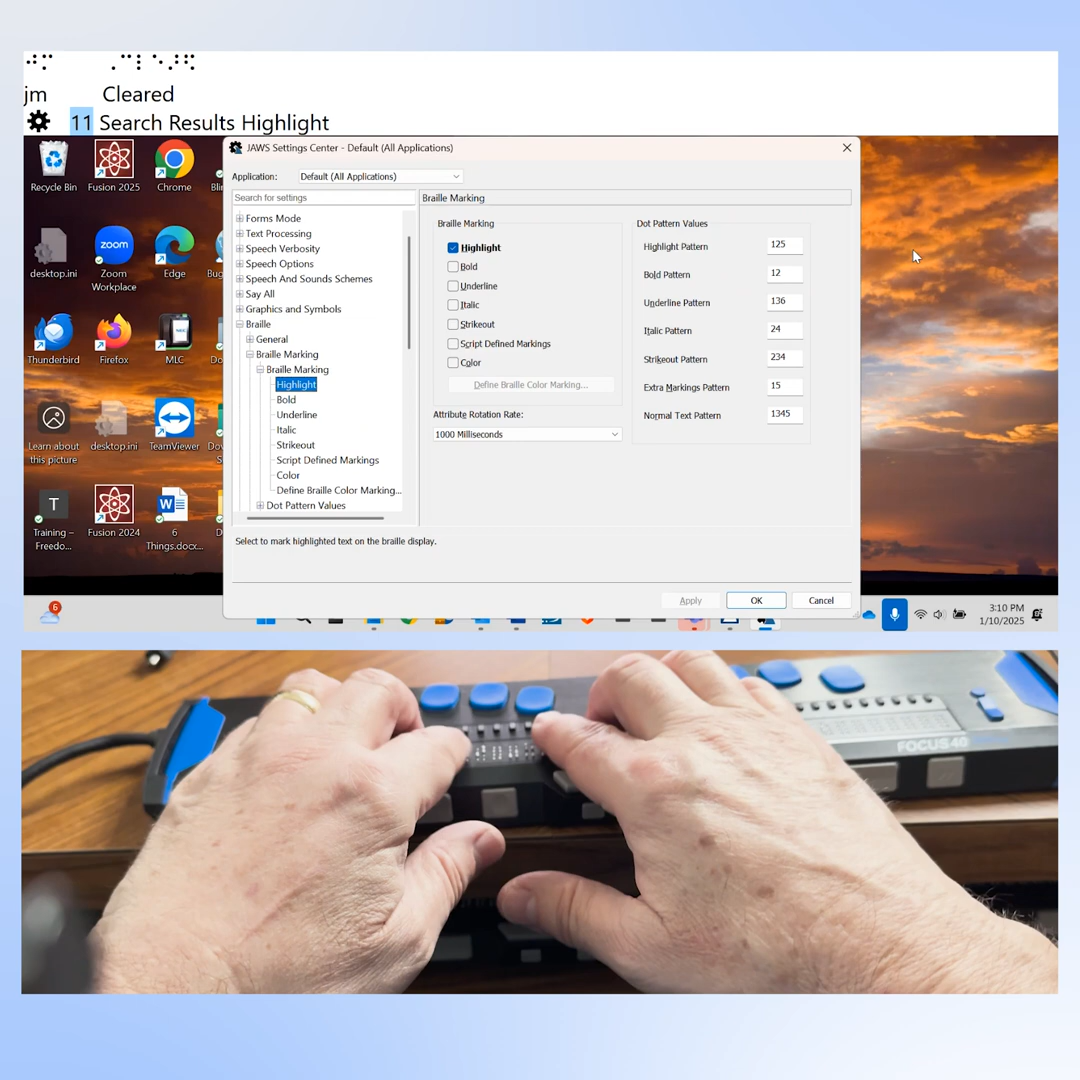 ⠚⠍ ⠠⠉⠇⠑⠜⠫
jm Cleared
11 Search Results Highlight
JAWS Settings Center - Default (All Applications)
Application: Default (All Applications)
Search for settings
Forms Mode
Text Processing
Speech Verbosity
Speech Options
Speech And Sounds Schemes
Say All
Graphics and Symbols
Braille
General
Braille Marking
Braille Marking
Highlight
Bold
Underline
Italic
Strikeout
Script Defined Markings
Color
Define Braille Color Marking...
Dot Pattern Values
Braille Marking
Braille Marking
Highlight
Bold
Underline
Italic
Strikeout
Script Defined Markings
Color
Define Braille Color Marking...
Attribute Rotation Rate:
1000 Milliseconds
Dot Pattern Values
Highlight Pattern 125
Bold Pattern 12
Underline Pattern 136
Italic Pattern 24
Strikeout Pattern 234
Extra Markings Pattern 15
Normal Text Pattern 1345
Select to mark highlighted text on the braille display.
Apply OK Cancel
Recycle Bin Fusion 2025 Chrome
desktop.ini Zoom Workplace Edge
Thunderbird Firefox MLC
Learn about this picture desktop.ini TeamViewer
T
Training – Freedo... Fusion 2024 6 Things.docx...
zoom
NEC
W
6
3:10 PM
1/10/2025
FOCUS 40